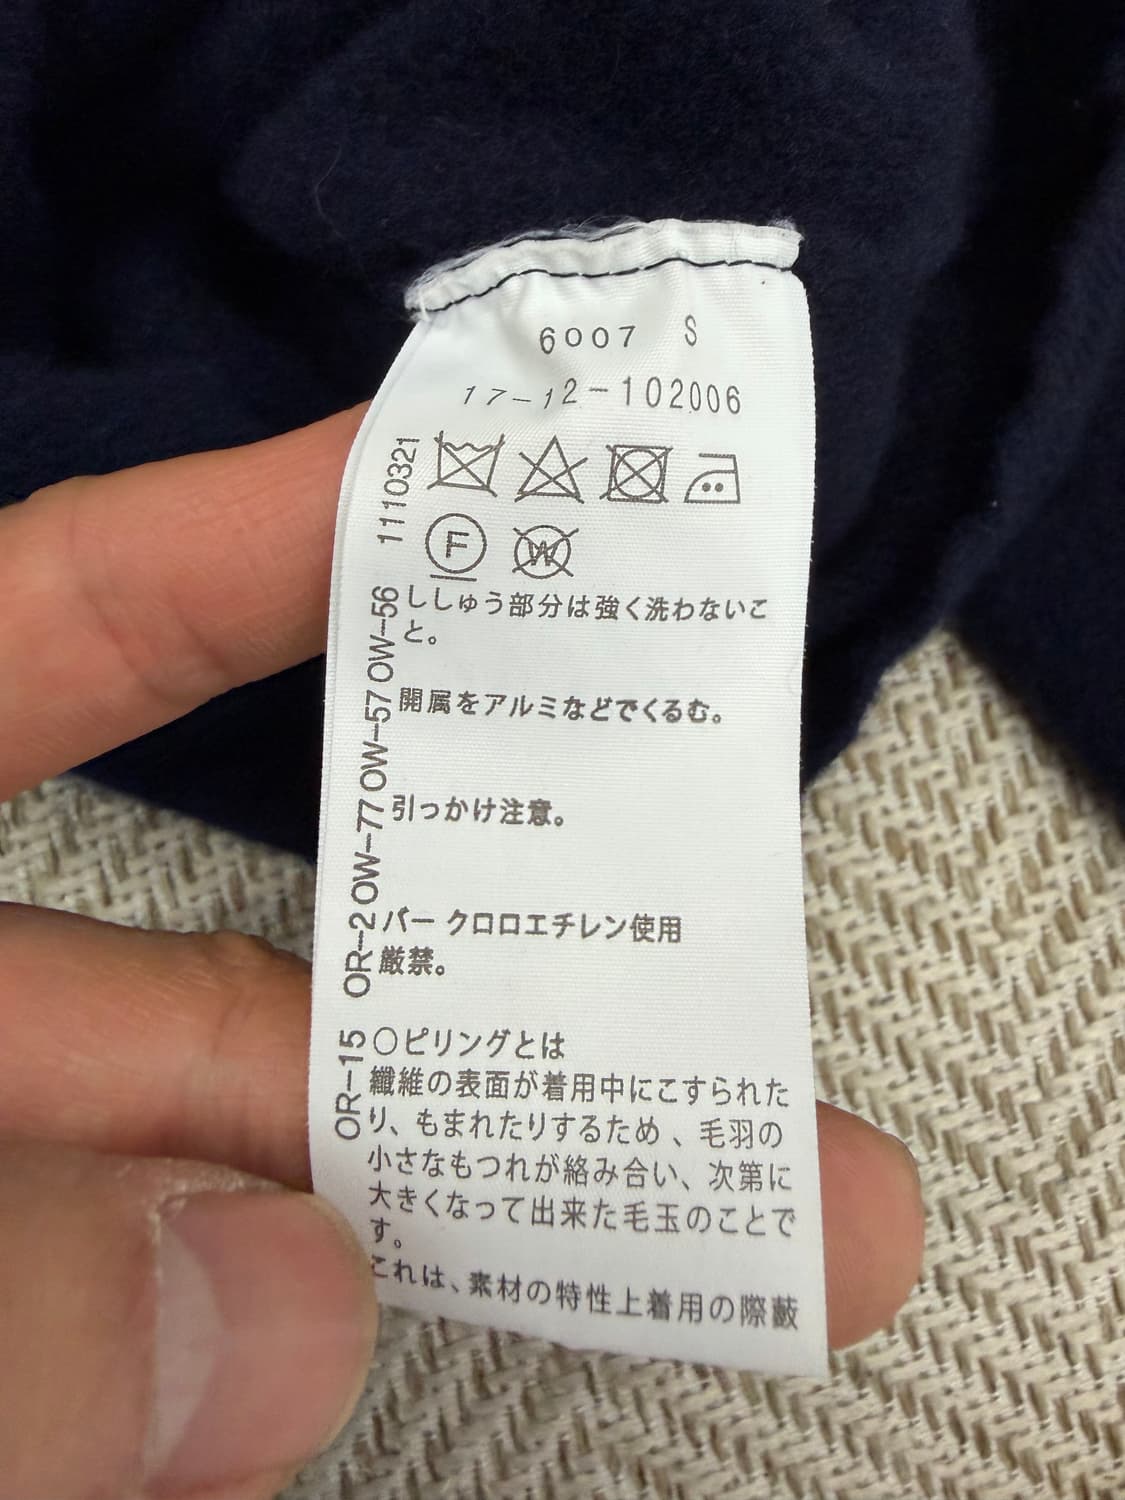 6007 S
17-12-102006
1110321
F
W
ししゅう部分は強く洗わないこ
と。
OW-56
開属をアルミなどでくるむ。
OW-57
引っかけ注意。
OW-77
パー クロロエチレン使用
厳禁。
OR-2
OR-15
〇ピリングとは
繊維の表面が着用中にこすられた
り、もまれたりするため、毛羽の
小さなもつれが絡み合い、次第に
大きくなって出来た毛玉のことで
す。
これは、素材の特性上着用の際